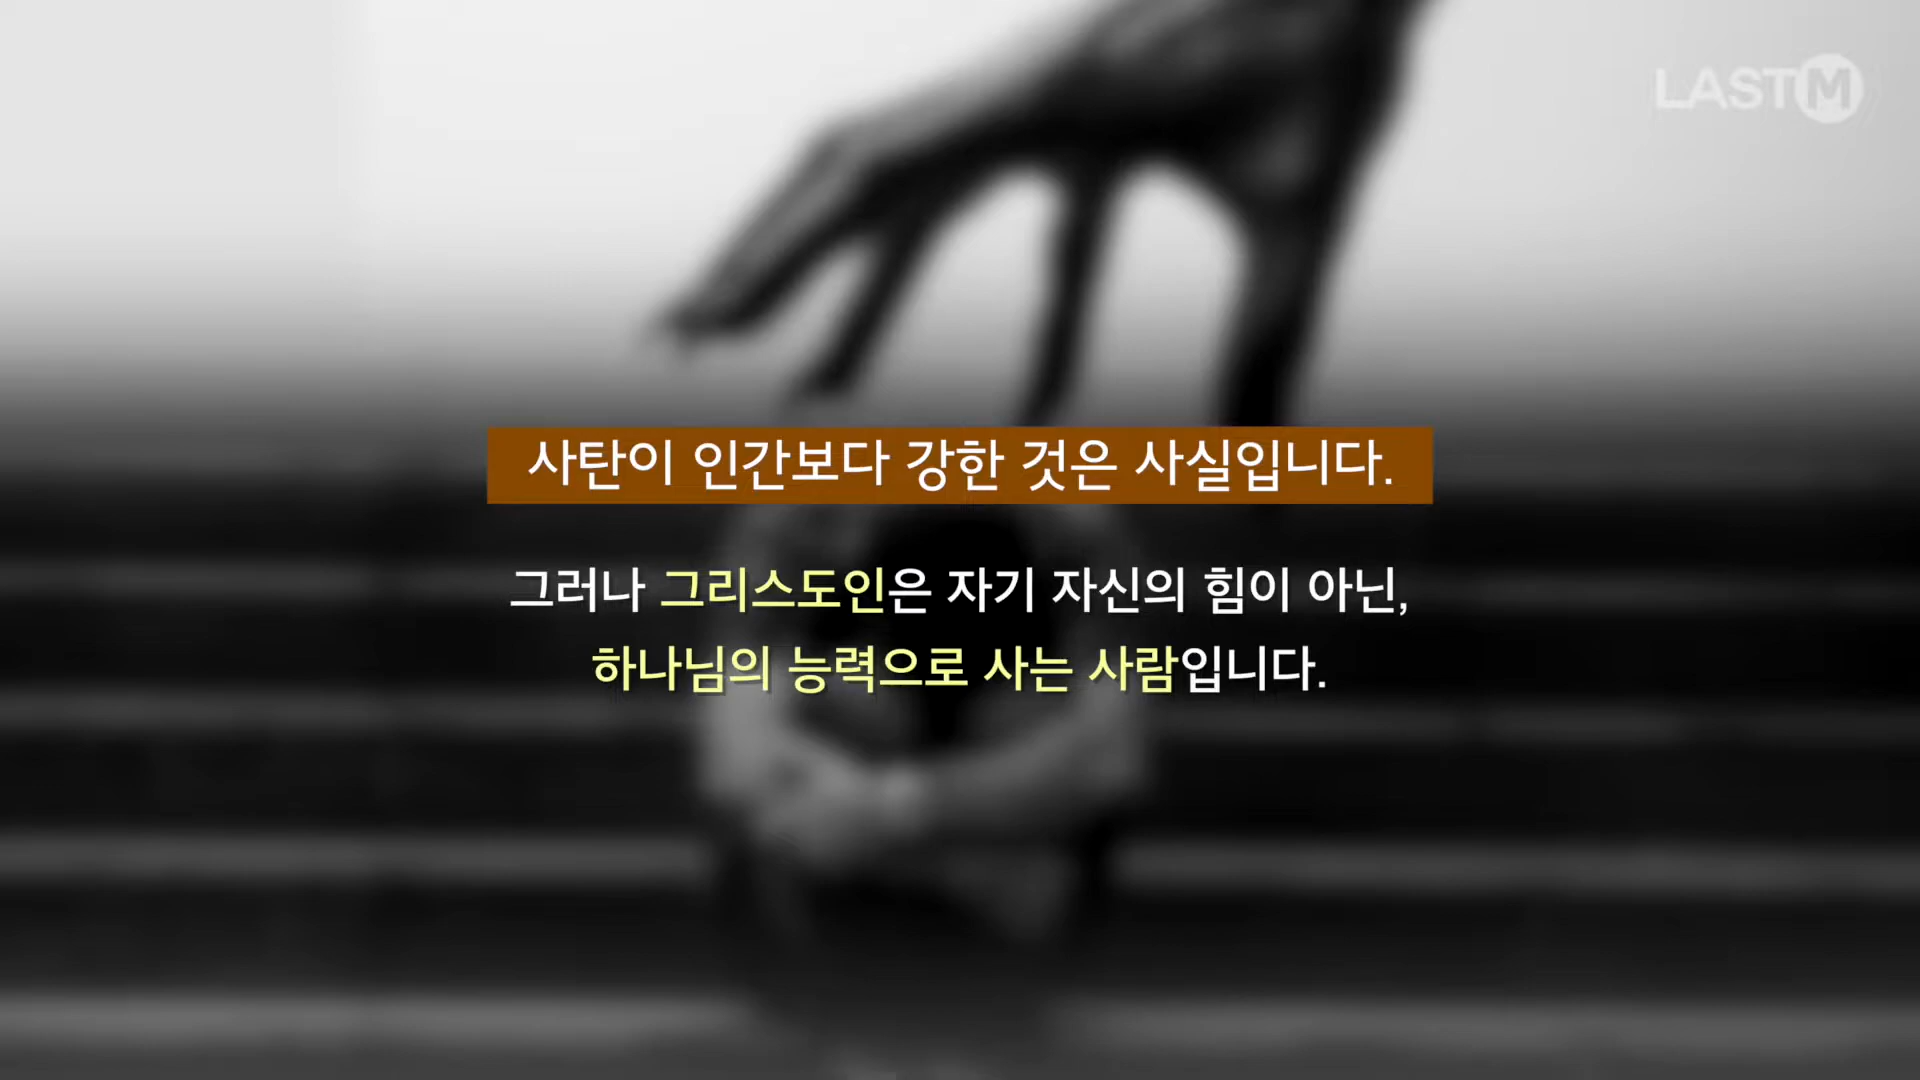 LAST M
사탄이 인간보다 강한 것은 사실입니다.
그러나 그리스도인은 자기 자신의 힘이 아닌,
하나님의 능력으로 사는 사람입니다.